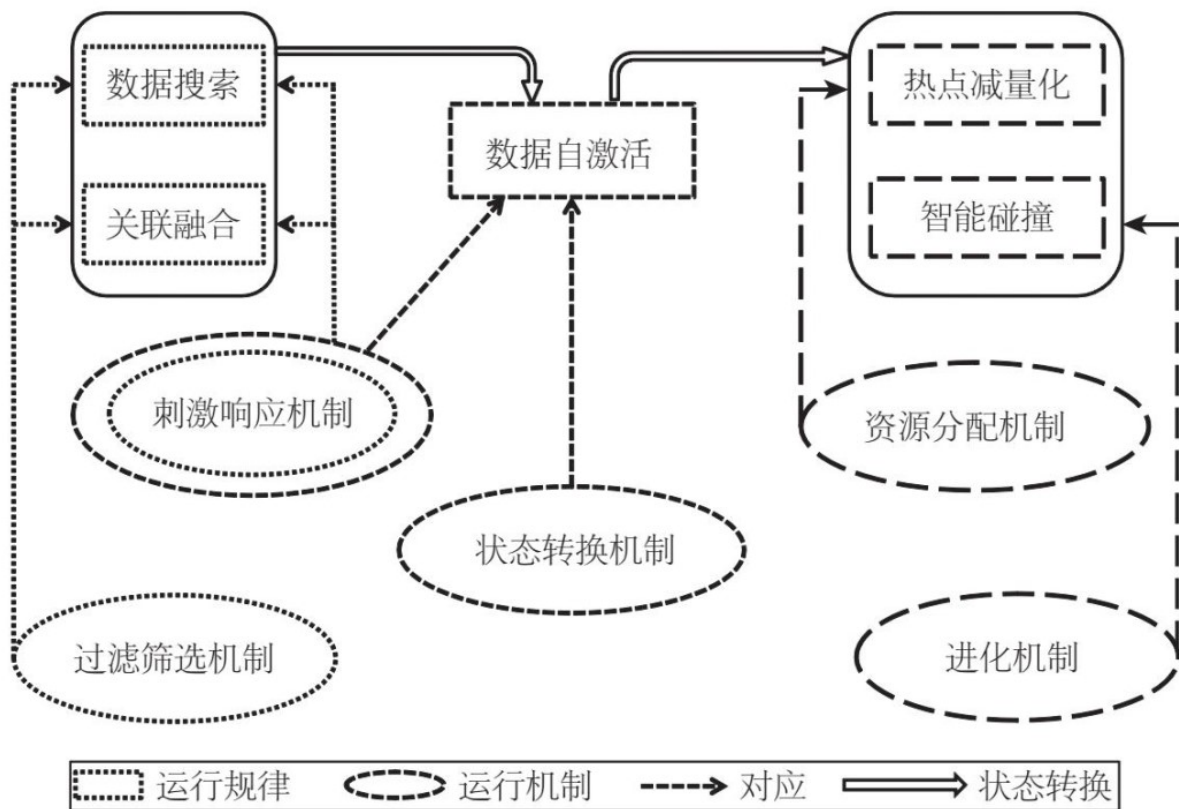 数据搜索
关联融合
数据自激活
热点减量化
智能碰撞
刺激响应机制
资源分配机制
状态转换机制
过滤筛选机制
进化机制
运行规律 运行机制 对应 状态转换